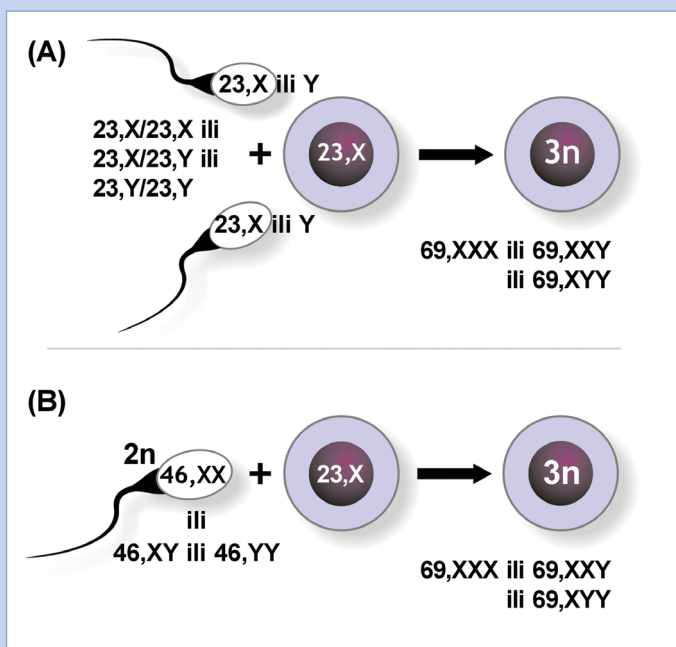 (A)
23,X ili Y
23,X/23,X ili
23,X/23,Y ili
23,Y/23,Y
+
23,X
3n
23,X ili Y
69,XXX ili 69,XXY
ili 69,XYY
(B)
2n
46,XX
+
23,X
3n
ili
46,XY ili 46,YY
69,XXX ili 69,XXY
ili 69,XYY